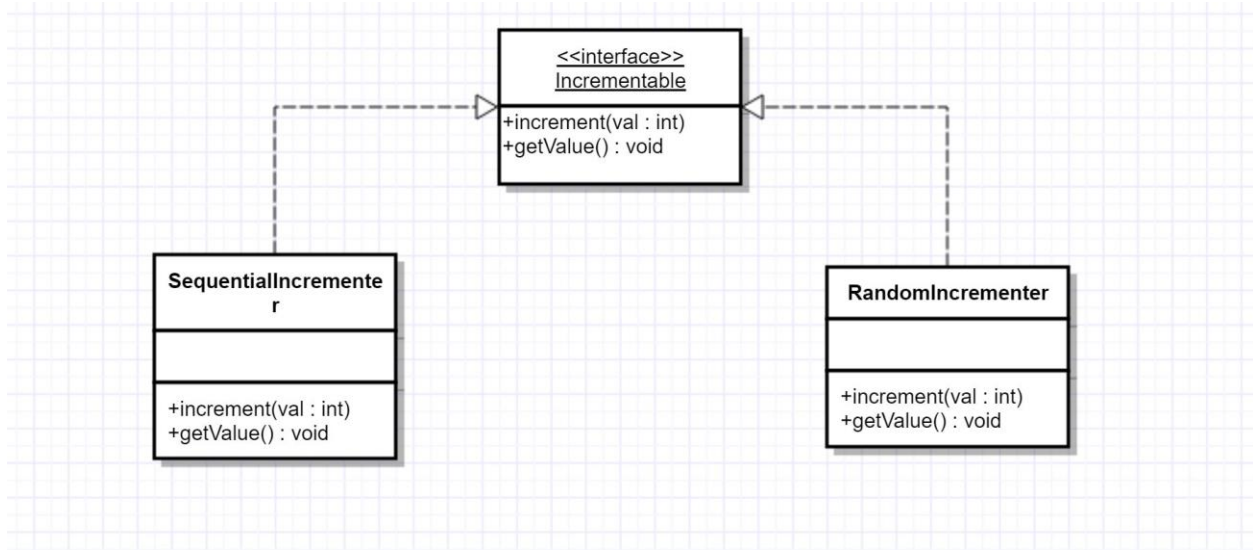 <<interface>>
Incrementable
+increment(val : int)
+getValue() : void
SequentialIncremente
r
+increment(val : int)
+getValue() : void
RandomIncrementer
+increment(val : int)
+getValue() : void